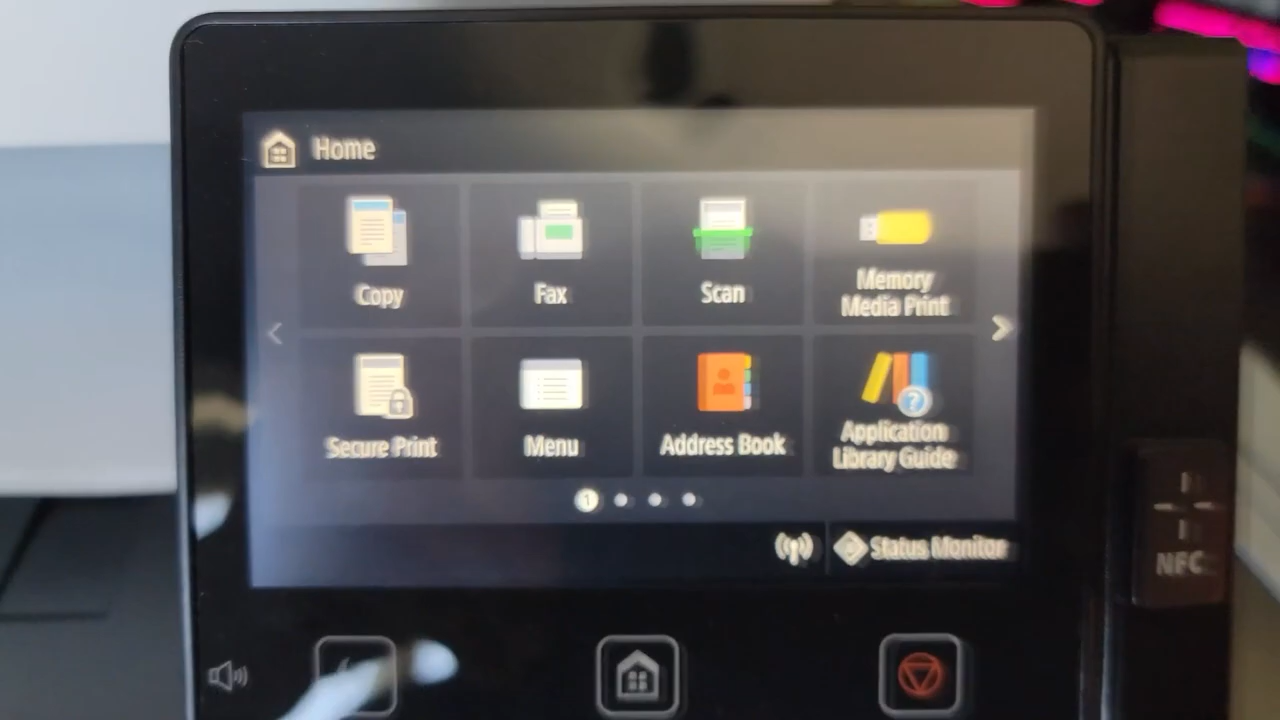 Home
Copy
Fax
Scan
Memory
Media Print
Secure Print
Menu
Address Book
Application
Library Guide
1
Status Monitor
NFC